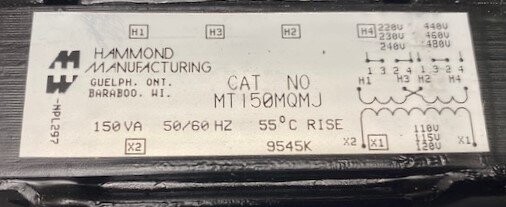 H1 H3 H2 H4
HAMMOND
MANUFACTURING
GUELPH. ONT.
BARABOO. WI.
CAT NO
MT150MQMJ
150VA 50/60 HZ 55°C RISE
X2 9545K
-NPL297
220V 440V
230V 460V
240V 480V
1 3 2 4 1 3 2 4
H1 H3 H2 H4
X2 X1 X1
110V
115V
120V